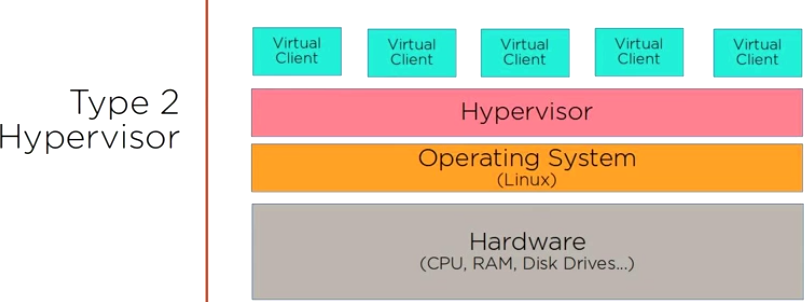 Type 2
Hypervisor
Virtual
Client
Virtual
Client
Virtual
Client
Virtual
Client
Virtual
Client
Hypervisor
Operating System
(Linux)
Hardware
(CPU, RAM, Disk Drives...)